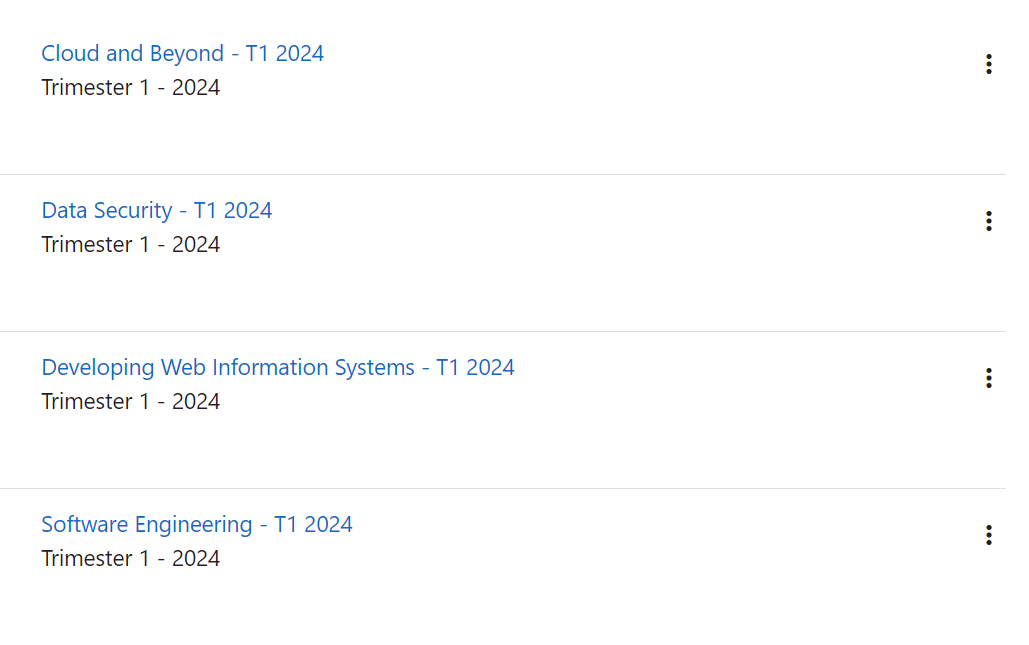 Cloud and Beyond - T1 2024
Trimester 1 - 2024
Data Security - T1 2024
Trimester 1 - 2024
Developing Web Information Systems - T1 2024
Trimester 1 - 2024
Software Engineering - T1 2024
Trimester 1 - 2024